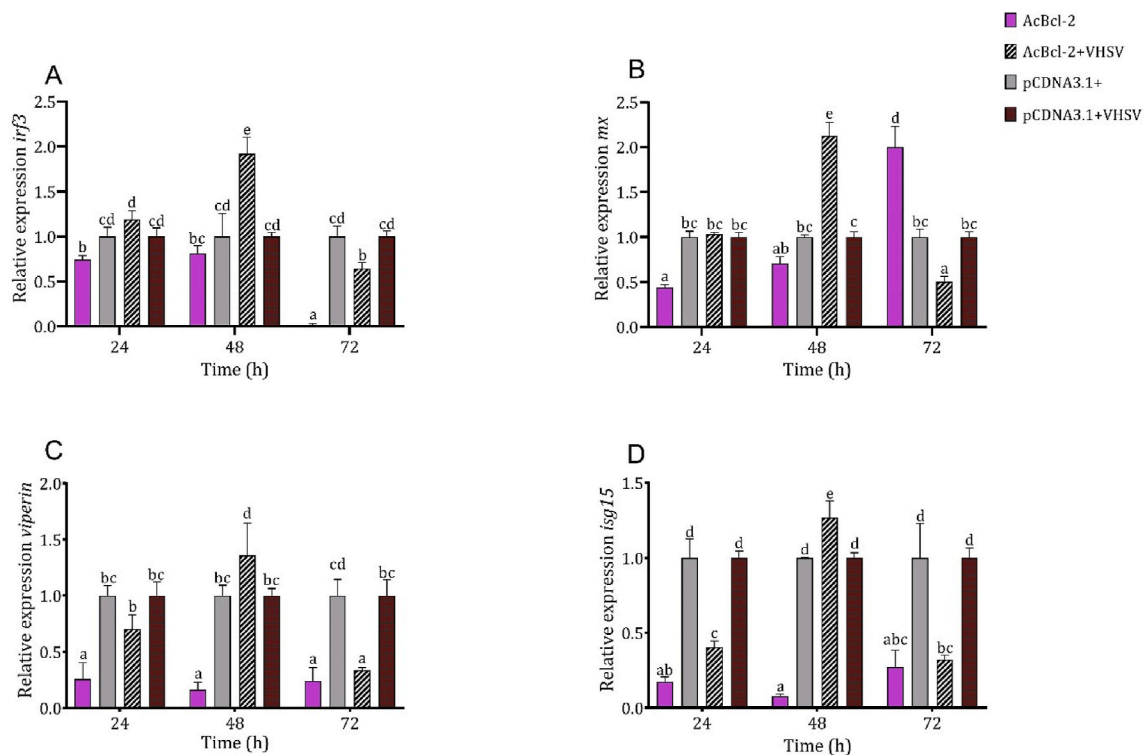 AcBcl-2
AcBcl-2+VHSV
pCDNA3.1+
pCDNA3.1+VHSV
A
Relative expression irf3
2.5
2.0
1.5
1.0
0.5
0.0
b cd d cd
bc cd e cd
a cd b cd
24 48 72
Time (h)
B
Relative expression mx
2.5
2.0
1.5
1.0
0.5
0.0
a bc bc bc
ab bc e c
d bc a bc
24 48 72
Time (h)
C
Relative expression viperin
2.0
1.5
1.0
0.5
0.0
a bc b bc
a bc d bc
a cd a bc
24 48 72
Time (h)
D
Relative expression isg15
1.5
1.0
0.5
0.0
ab d c d
a d e d
abc d bc d
24 48 72
Time (h)